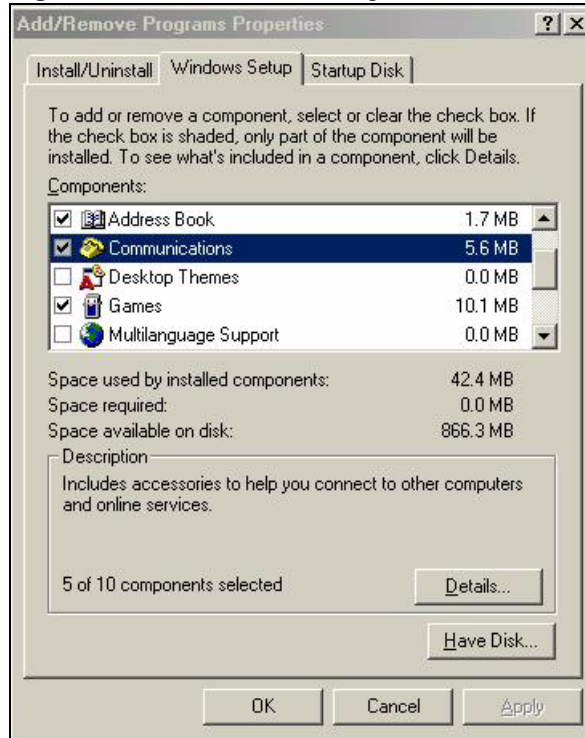 Add/Remove Programs Properties
Install/Uninstall Windows Setup Startup Disk
To add or remove a component, select or clear the check box. If
the check box is shaded, only part of the component will be
installed. To see what's included in a component, click Details.
Components:
Address Book 1.7 MB
Communications 5.6 MB
Desktop Themes 0.0 MB
Games 10.1 MB
Multilanguage Support 0.0 MB
Space used by installed components: 42.4 MB
Space required: 0.0 MB
Space available on disk: 866.3 MB
Description
Includes accessories to help you connect to other computers
and online services.
5 of 10 components selected Details...
Have Disk...
OK Cancel Apply